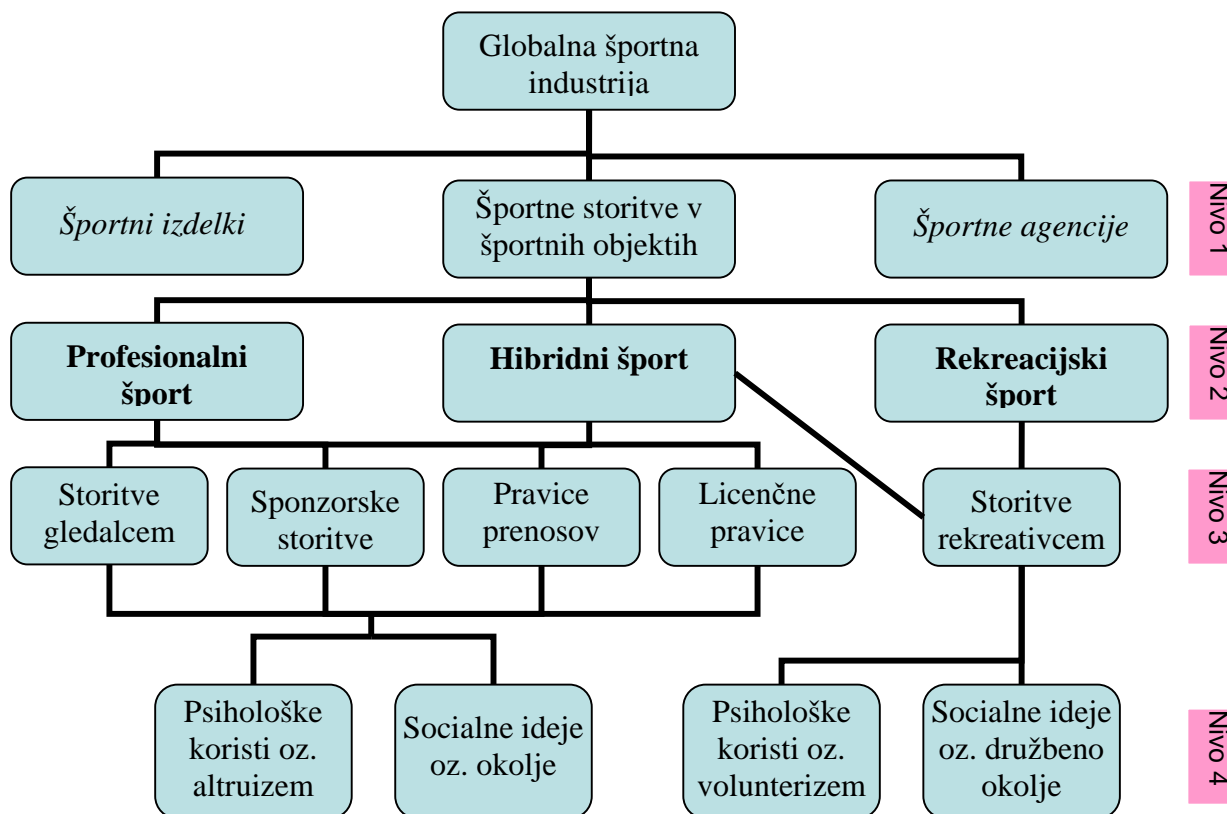 Globalna športna
industrija
Športni izdelki
Športne storitve v
športnih objektih
Športne agencije
Nivo 1
Profesionalni
šport
Hibridni šport
Rekreacijski
šport
Nivo 2
Storitve
gledalcem
Sponzorske
storitve
Pravice
prenosov
Licenčne
pravice
Storitve
rekreativcem
Nivo 3
Psihološke
koristi oz.
altruizem
Socialne ideje
oz. okolje
Psihološke
koristi oz.
volunterizem
Socialne ideje
oz. družbeno
okolje
Nivo 4